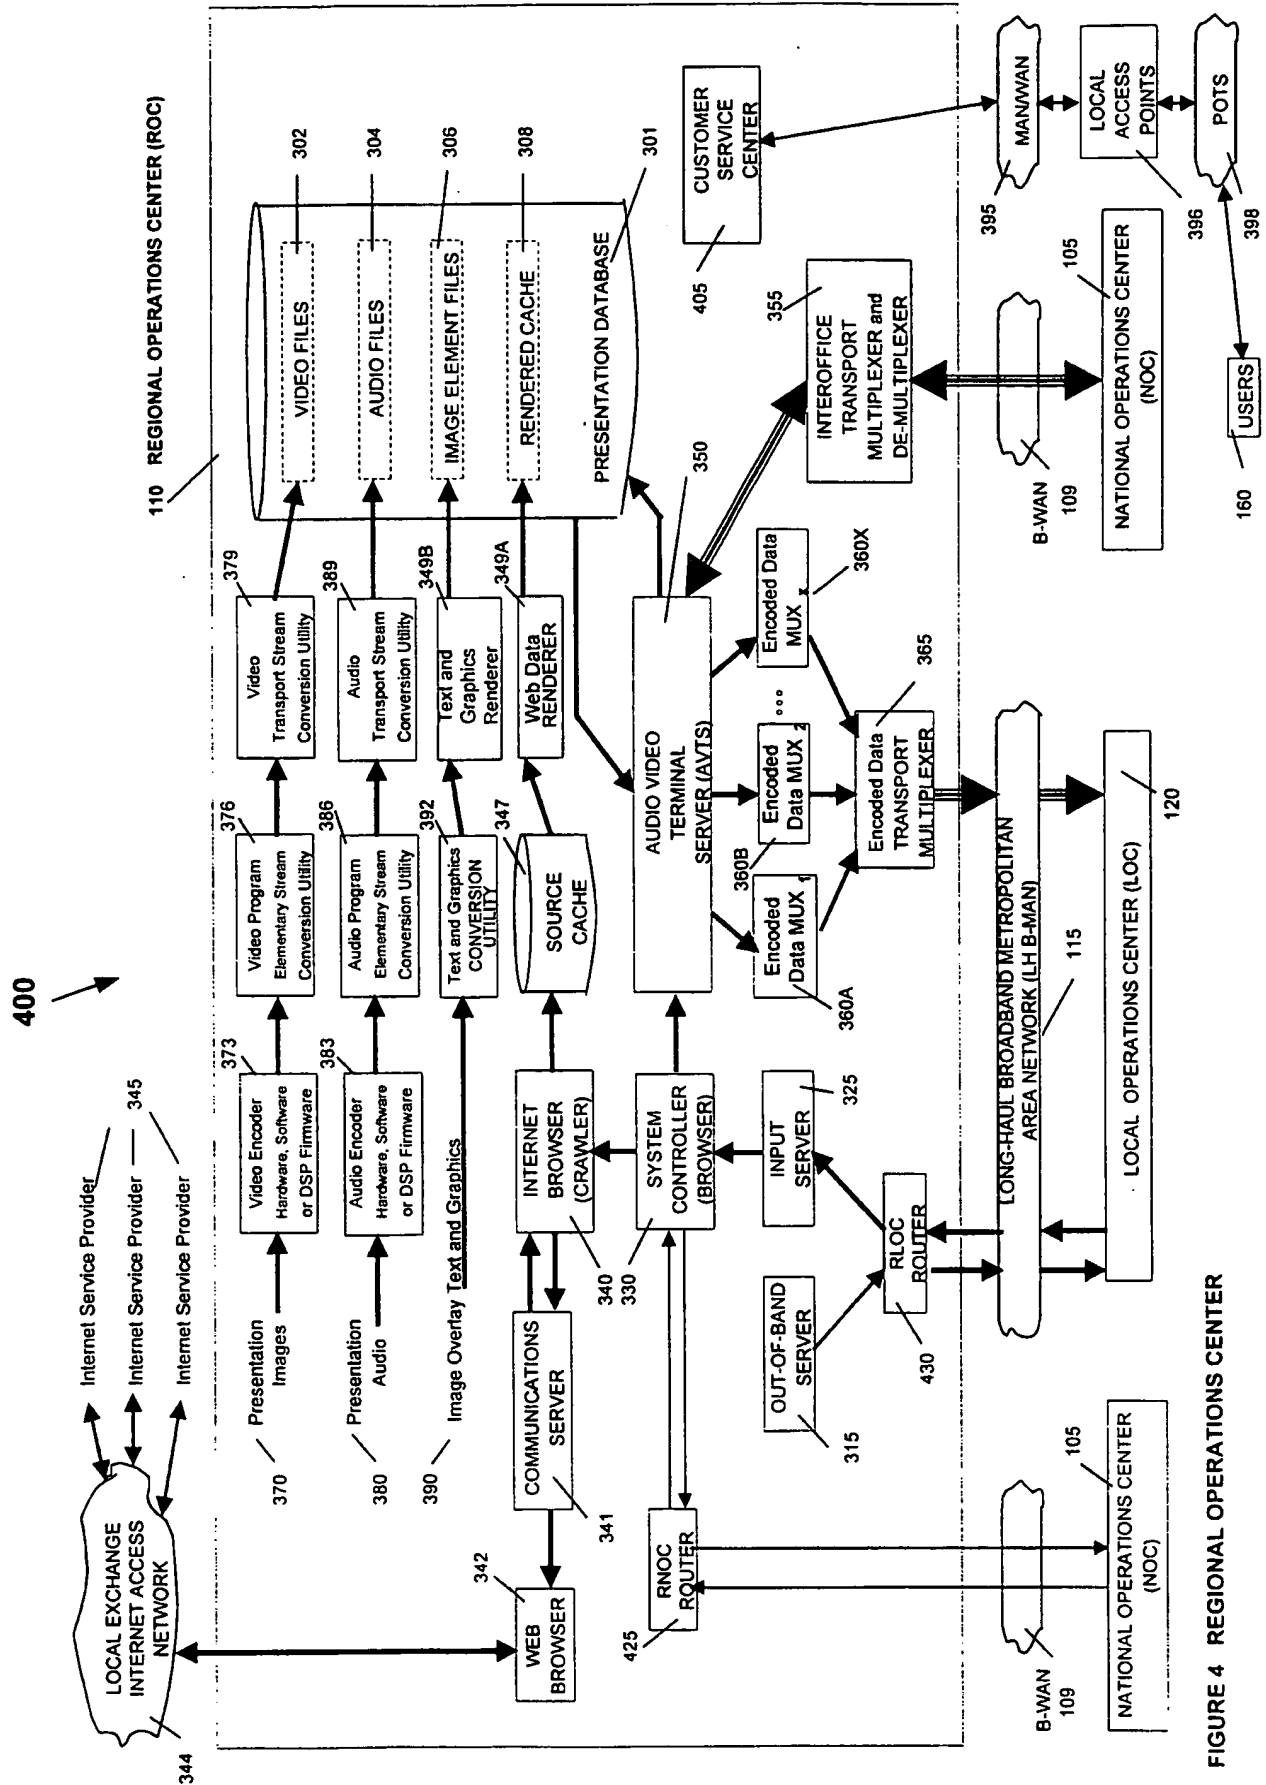 400
110 REGIONAL OPERATIONS CENTER (ROC)
LOCAL EXCHANGE
INTERNET ACCESS
NETWORK
344
Internet Service Provider
Internet Service Provider
Internet Service Provider
345
Presentation
Images
370
Video Encoder
Hardware, Software
or DSP Firmware
373
Video Program
Elementary Stream
Conversion Utility
376
Video
Transport Stream
Conversion Utility
379
VIDEO FILES
302
Presentation
Audio
380
Audio Encoder
Hardware, Software
or DSP Firmware
383
Audio Program
Elementary Stream
Conversion Utility
386
Audio
Transport Stream
Conversion Utility
389
AUDIO FILES
304
390
Image Overlay Text and Graphics
Text and Graphics
CONVERSION
UTILITY
392
Text and
Graphics
Renderer
349B
IMAGE ELEMENT FILES
306
WEB
BROWSER
342
COMMUNICATIONS
SERVER
341
INTERNET
BROWSER
(CRAWLER)
340
SOURCE
CACHE
347
Web Data
RENDERER
349A
RENDERED CACHE
308
PRESENTATION DATABASE
301
RNOC
ROUTER
425
SYSTEM
CONTROLLER
(BROWSER)
330
AUDIO VIDEO
TERMINAL
SERVER (AVTS)
350
CUSTOMER
SERVICE
CENTER
405
OUT-OF-BAND
SERVER
315
INPUT
SERVER
325
Encoded
Data MUX 1
360A
Encoded
Data MUX 2
360B
...
Encoded Data
MUX X
360X
INTEROFFICE
TRANSPORT
MULTIPLEXER and
DE-MULTIPLEXER
355
RLOC
ROUTER
430
Encoded Data
TRANSPORT
MULTIPLEXER
365
B-WAN
109
LONG-HAUL BROADBAND METROPOLITAN
AREA NETWORK (LH B-MAN)
115
B-WAN
109
MAN/WAN
395
LOCAL
ACCESS
POINTS
396
POTS
398
NATIONAL OPERATIONS CENTER
(NOC)
105
LOCAL OPERATIONS CENTER (LOC)
120
NATIONAL OPERATIONS CENTER
(NOC)
105
USERS
160
FIGURE 4 REGIONAL OPERATIONS CENTER